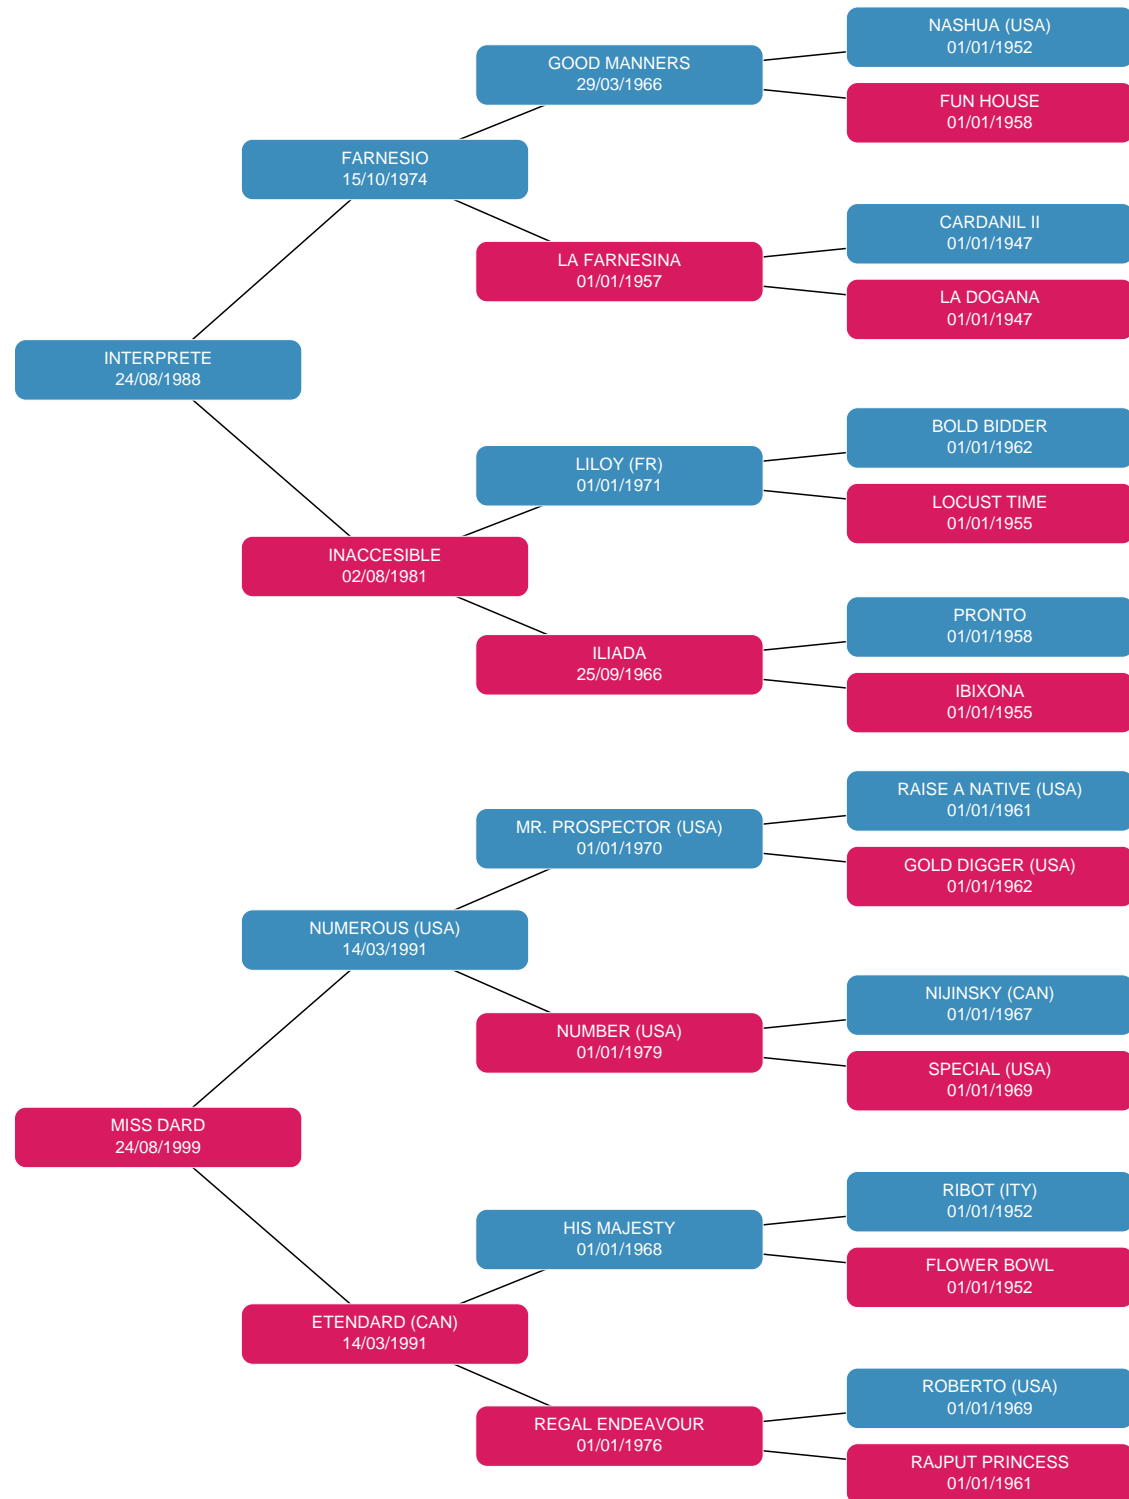 NASHUA (USA)
01/01/1952
GOOD MANNERS
29/03/1966
FUN HOUSE
01/01/1958
FARNESIO
15/10/1974
CARDANIL II
01/01/1947
LA FARNESINA
01/01/1957
LA DOGANA
01/01/1947
INTERPRETE
24/08/1988
BOLD BIDDER
01/01/1962
LILOY (FR)
01/01/1971
LOCUST TIME
01/01/1955
INACCESIBLE
02/08/1981
PRONTO
01/01/1958
ILIADA
25/09/1966
IBIXONA
01/01/1955
RAISE A NATIVE (USA)
01/01/1961
MR. PROSPECTOR (USA)
01/01/1970
GOLD DIGGER (USA)
01/01/1962
NUMEROUS (USA)
14/03/1991
NIJINSKY (CAN)
01/01/1967
NUMBER (USA)
01/01/1979
SPECIAL (USA)
01/01/1969
MISS DARD
24/08/1999
RIBOT (ITY)
01/01/1952
HIS MAJESTY
01/01/1968
FLOWER BOWL
01/01/1952
ETENDARD (CAN)
14/03/1991
ROBERTO (USA)
01/01/1969
REGAL ENDEAVOUR
01/01/1976
RAJPUT PRINCESS
01/01/1961